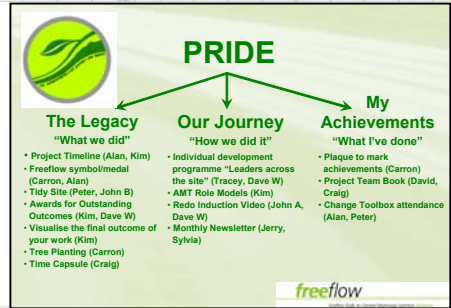 PRIDE
The Legacy
"What we did"
• Project Timeline (Alan, Kim)
• Freeflow symbol/medal
(Carron, Alan)
• Tidy Site (Peter, John B)
• Awards for Outstanding
Outcomes (Kim, Dave W)
• Visualise the final outcome of
your work (Kim)
• Tree Planting (Carron)
• Time Capsule (Craig)
Our Journey
"How we did it"
• Individual development
programme "Leaders across
the site" (Tracey, Dave W)
• AMT Role Models (Kim)
• Redo Induction Video (John A,
Dave W)
• Monthly Newsletter (Jerry,
Sylvia)
My
Achievements
"What I've done"
• Plaque to mark
achievements (Carron)
• Project Team Book (David,
Craig)
• Change Toolbox attendance
(Alan, Peter)
freeflow